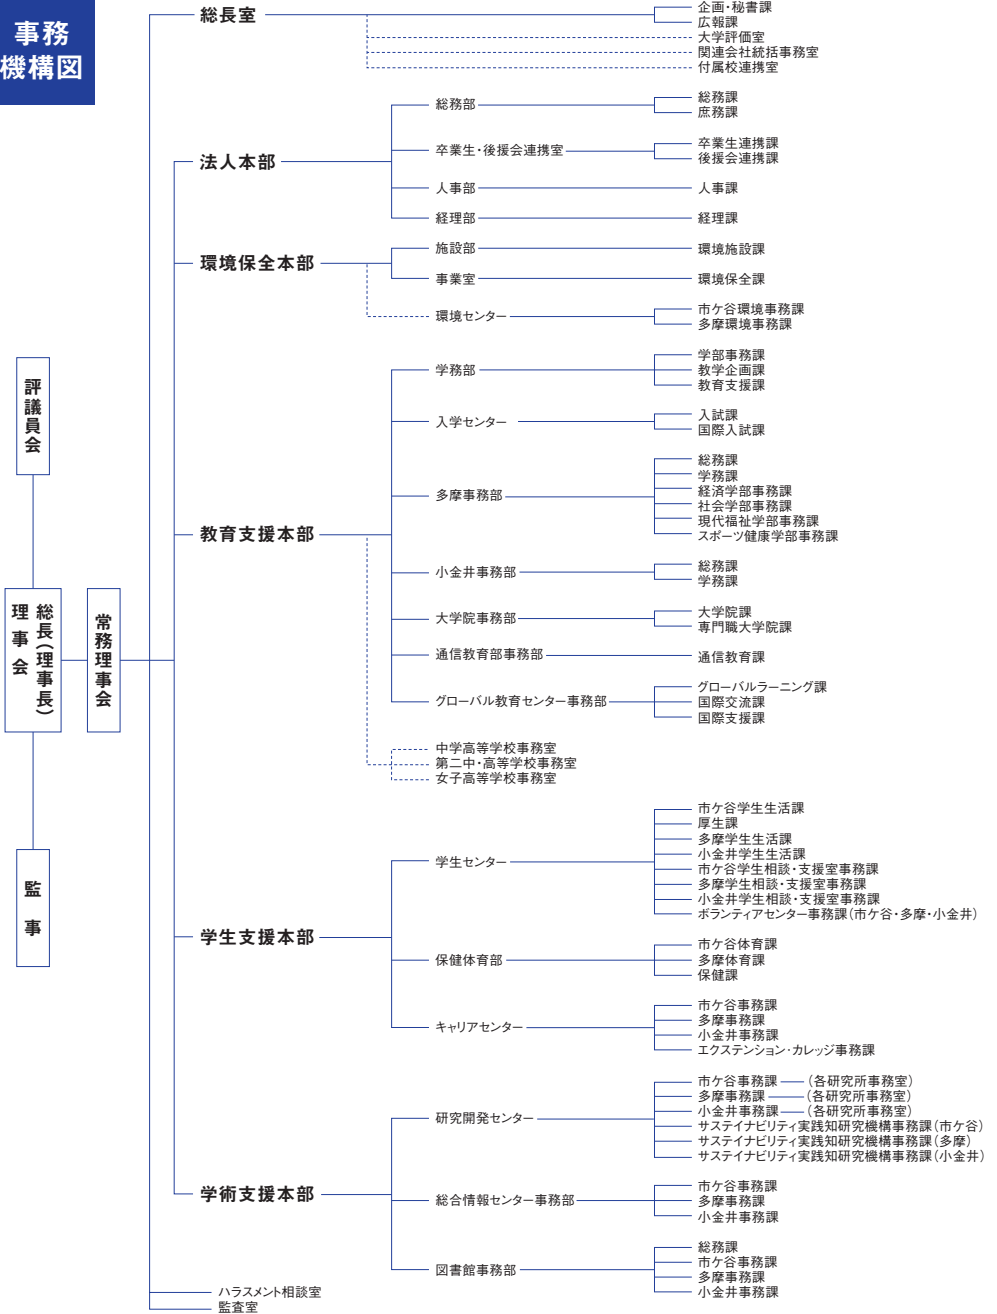 事務
機構図
評議員会
総長(理事長)
理事会
常務理事会
監事
総長室
企画・秘書課
広報課
大学評価室
関連会社統括事務室
付属校連携室
法人本部
総務部
総務課
庶務課
卒業生・後援会連携室
卒業生連携課
後援会連携課
人事部
人事課
経理部
経理課
環境保全本部
施設部
環境施設課
事業室
環境保全課
環境センター
市ケ谷環境事務課
多摩環境事務課
教育支援本部
学務部
学部事務課
教学企画課
教育支援課
入学センター
入試課
国際入試課
多摩事務部
総務課
学務課
経済学部事務課
社会学部事務課
現代福祉学部事務課
スポーツ健康学部事務課
小金井事務部
総務課
学務課
大学院事務部
大学院課
専門職大学院課
通信教育部事務部
通信教育課
グローバル教育センター事務部
グローバルラーニング課
国際交流課
国際支援課
中学高等学校事務室
第二中・高等学校事務室
女子高等学校事務室
学生支援本部
学生センター
市ケ谷学生生活課
厚生課
多摩学生生活課
小金井学生生活課
市ケ谷学生相談・支援室事務課
多摩学生相談・支援室事務課
小金井学生相談・支援室事務課
ボランティアセンター事務課(市ケ谷・多摩・小金井)
保健体育部
市ケ谷体育課
多摩体育課
保健課
キャリアセンター
市ケ谷事務課
多摩事務課
小金井事務課
エクステンション・カレッジ事務課
学術支援本部
研究開発センター
市ケ谷事務課 (各研究所事務室)
多摩事務課 (各研究所事務室)
小金井事務課 (各研究所事務室)
サステイナビリティ実践知研究機構事務課(市ケ谷)
サステイナビリティ実践知研究機構事務課(多摩)
サステイナビリティ実践知研究機構事務課(小金井)
総合情報センター事務部
市ケ谷事務課
多摩事務課
小金井事務課
図書館事務部
総務課
市ケ谷事務課
多摩事務課
小金井事務課
ハラスメント相談室
監査室